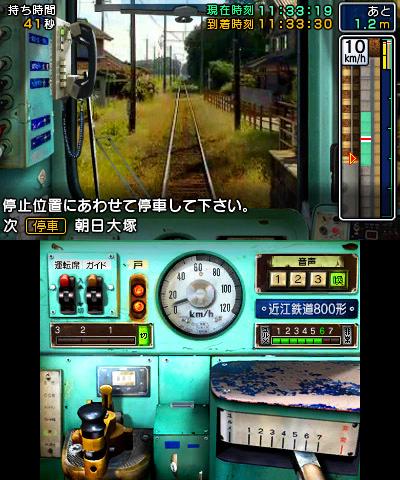 持ち時間
41秒
現在時刻 11:33:19
到着時刻 11:33:30
あと
1.2m
10
km/h
停止位置にあわせて停車して下さい。
次 停車 朝日大塚
運転席 ガイド
戸
音声
1 2 3 喚
近江鉄道800形
0 20 40 60 80 100 120
km/h
3 2 1 切
1 2 3 4 5 6 7
ユルメ 1 2 3 4 5 6 7 非常